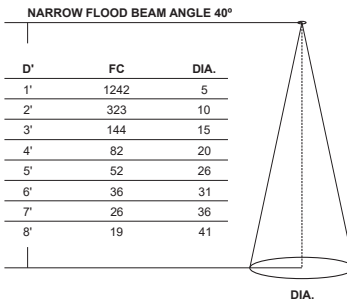 NARROW FLOOD BEAM ANGLE 40º
D' FC DIA.
1' 1242 5
2' 323 10
3' 144 15
4' 82 20
5' 52 26
6' 36 31
7' 26 36
8' 19 41
DIA.